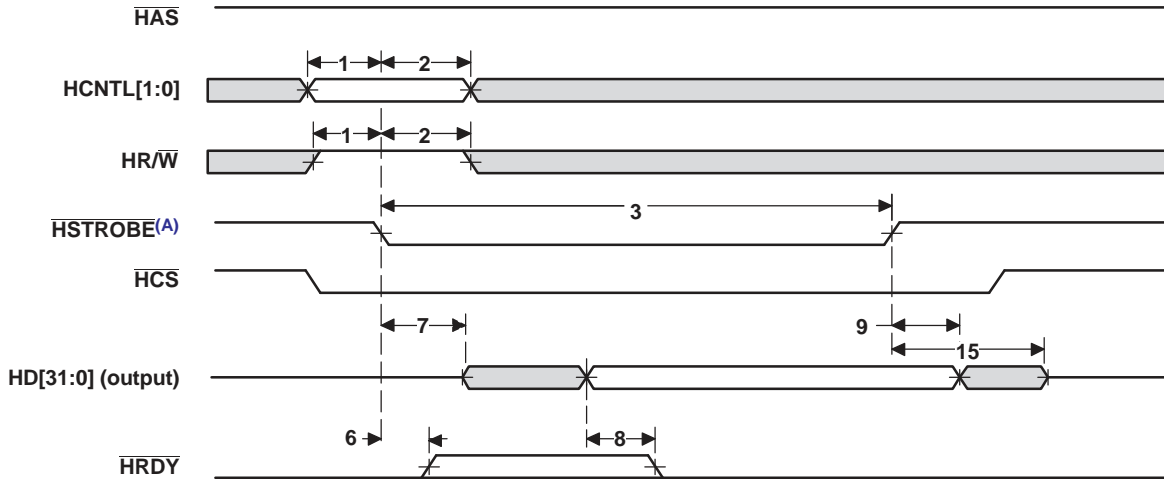 HAS
1 2
HCNTL[1:0]
1 2
HR/W
3
HSTROBE(A)
HCS
7 9
15
HD[31:0] (output)
6 8
HRDY